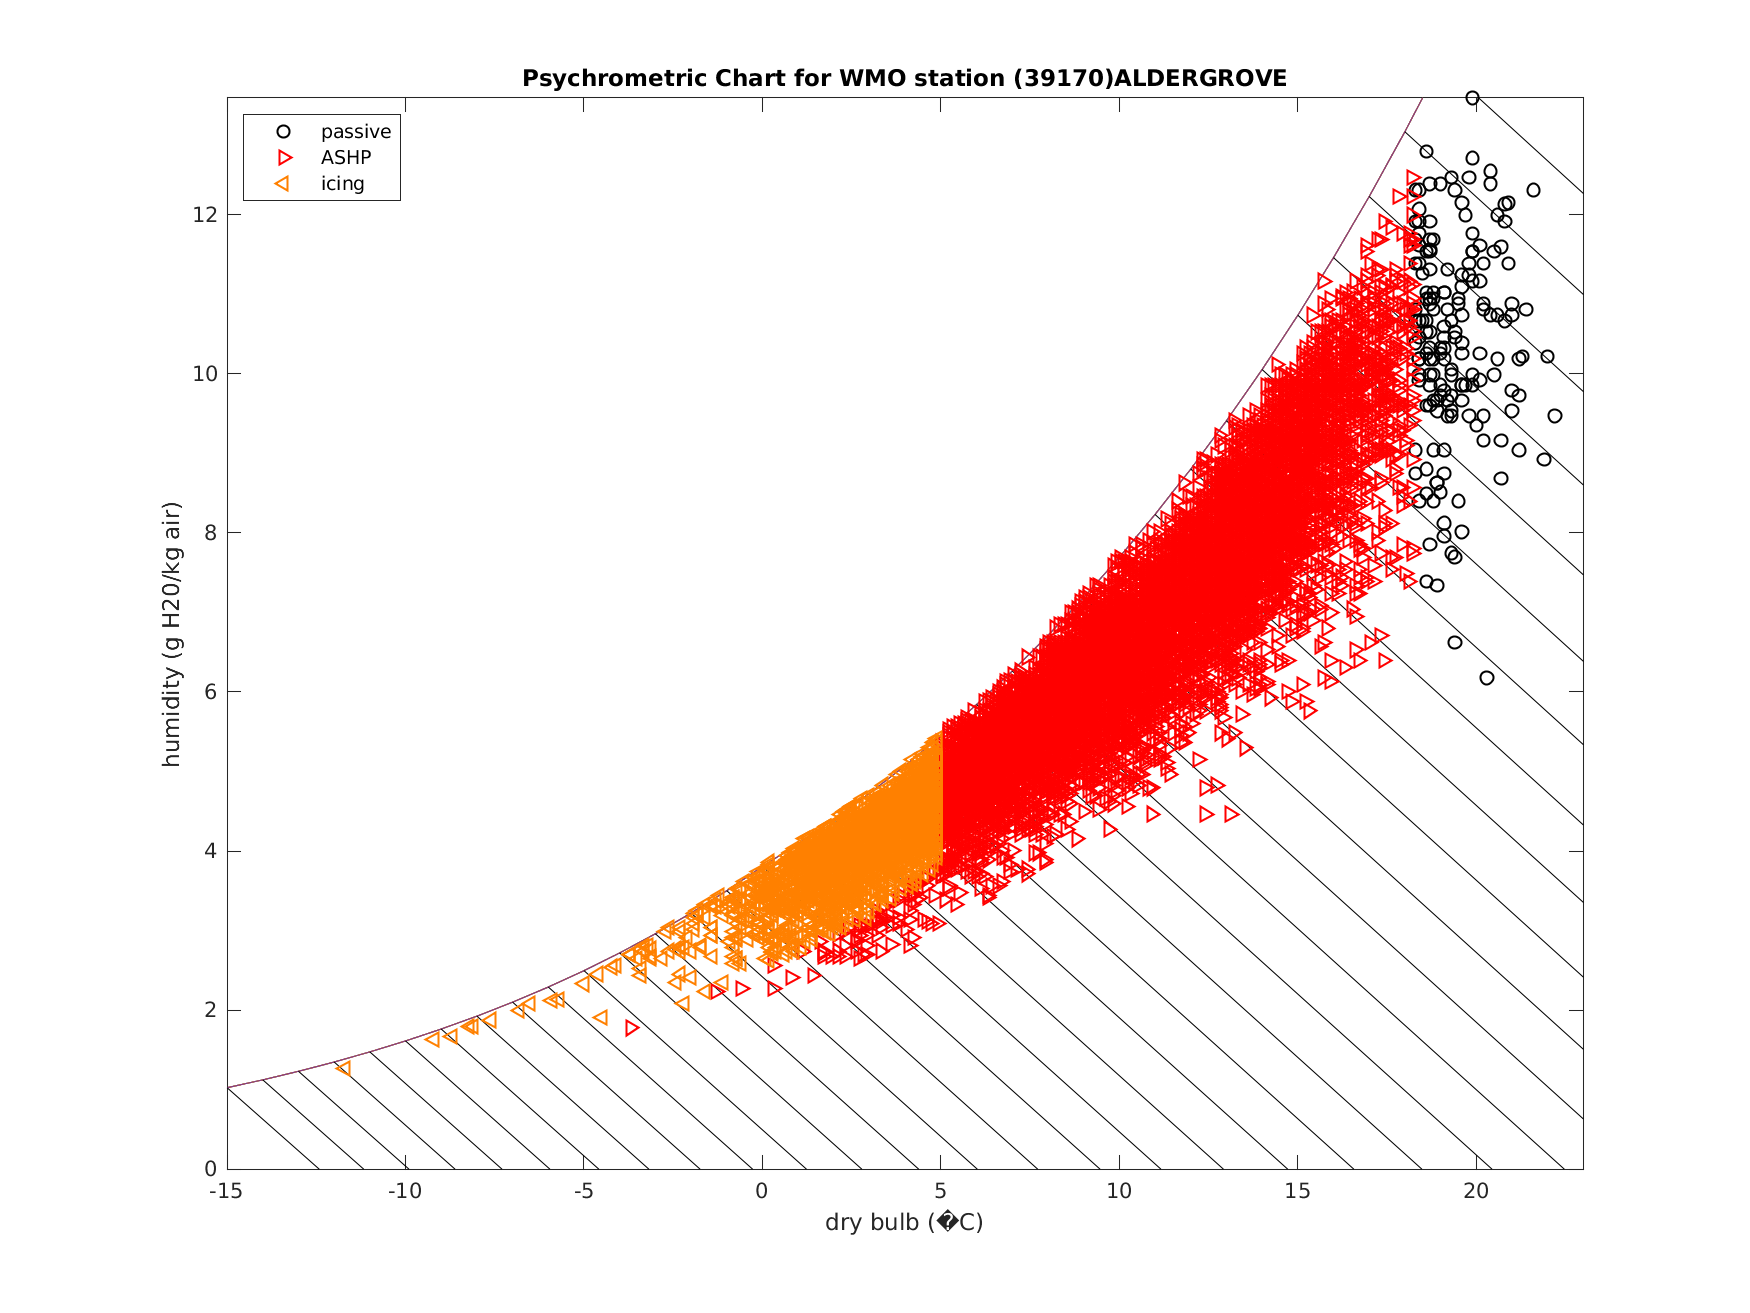 Psychrometric Chart for WMO station (39170)ALDERGROVE
passive
ASHP
icing
humidity (g H20/kg air)
12
10
8
6
4
2
0
-15 -10 -5 0 5 10 15 20
dry bulb (�C)